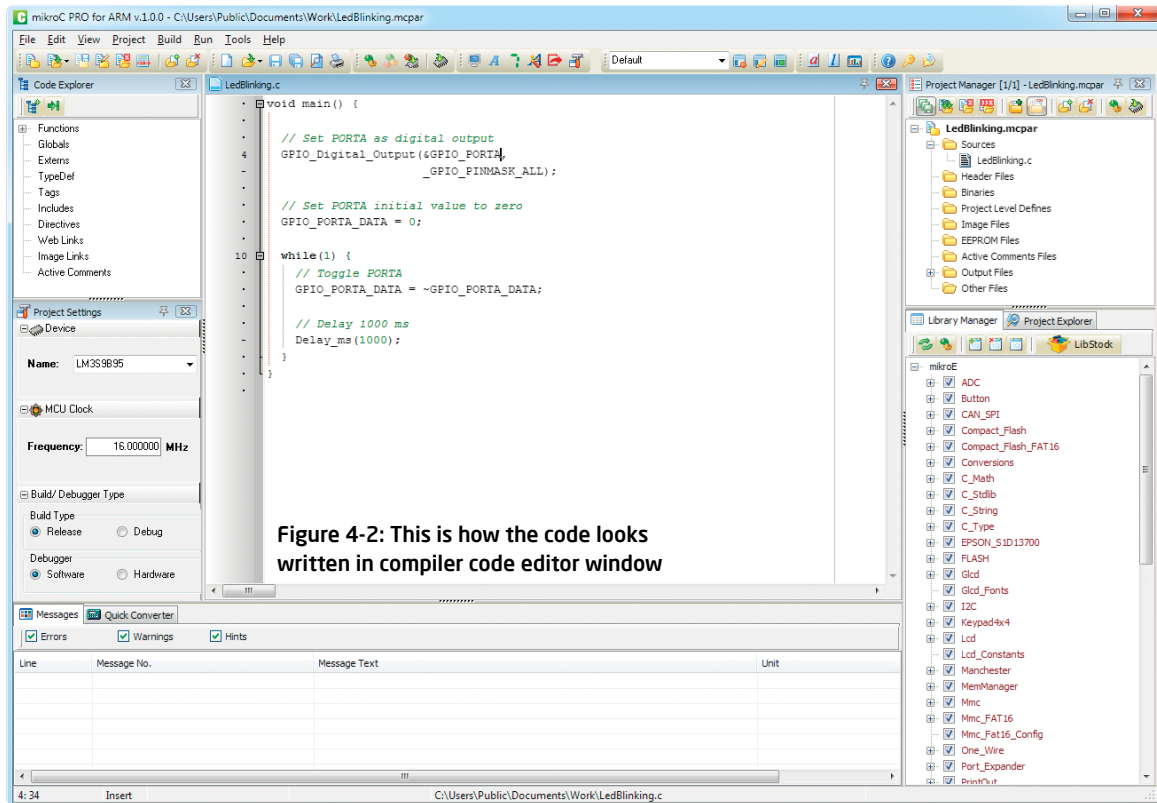 mikroC PRO for ARM v.1.0.0 - C:\Users\Public\Documents\Work\LedBlinking.mcpar
File Edit View Project Build Run Tools Help
Default
Code Explorer
Functions
Globals
Externs
TypeDef
Tags
Includes
Directives
Web Links
Image Links
Active Comments
Project Settings
Device
Name: LM3S9B95
MCU Clock
Frequency: 16.000000 MHz
Build/ Debugger Type
Build Type
Release Debug
Debugger
Software Hardware
LedBlinking.c
void main() {
// Set PORTA as digital output
4 GPIO_Digital_Output(&GPIO_PORTA,
_GPIO_PINMASK_ALL);
// Set PORTA initial value to zero
GPIO_PORTA_DATA = 0;
10 while(1) {
// Toggle PORTA
GPIO_PORTA_DATA = ~GPIO_PORTA_DATA;
// Delay 1000 ms
Delay_ms(1000);
}
}
Figure 4-2: This is how the code looks
written in compiler code editor window
Project Manager [1/1] - LedBlinking.mcpar
LedBlinking.mcpar
Sources
LedBlinking.c
Header Files
Binaries
Project Level Defines
Image Files
EEPROM Files
Active Comments Files
Output Files
Other Files
Library Manager Project Explorer
LibStock
mikroE
ADC
Button
CAN_SPI
Compact_Flash
Compact_Flash_FAT16
Conversions
C_Math
C_Stdlib
C_String
C_Type
EPSON_S1D13700
FLASH
Glcd
Glcd_Fonts
I2C
Keypad4x4
Lcd
Lcd_Constants
Manchester
MemManager
Mmc
Mmc_FAT16
Mmc_Fat16_Config
One_Wire
Port_Expander
PrintOut
Messages Quick Converter
Errors Warnings Hints
Line Message No. Message Text Unit
4: 34 Insert C:\Users\Public\Documents\Work\LedBlinking.c